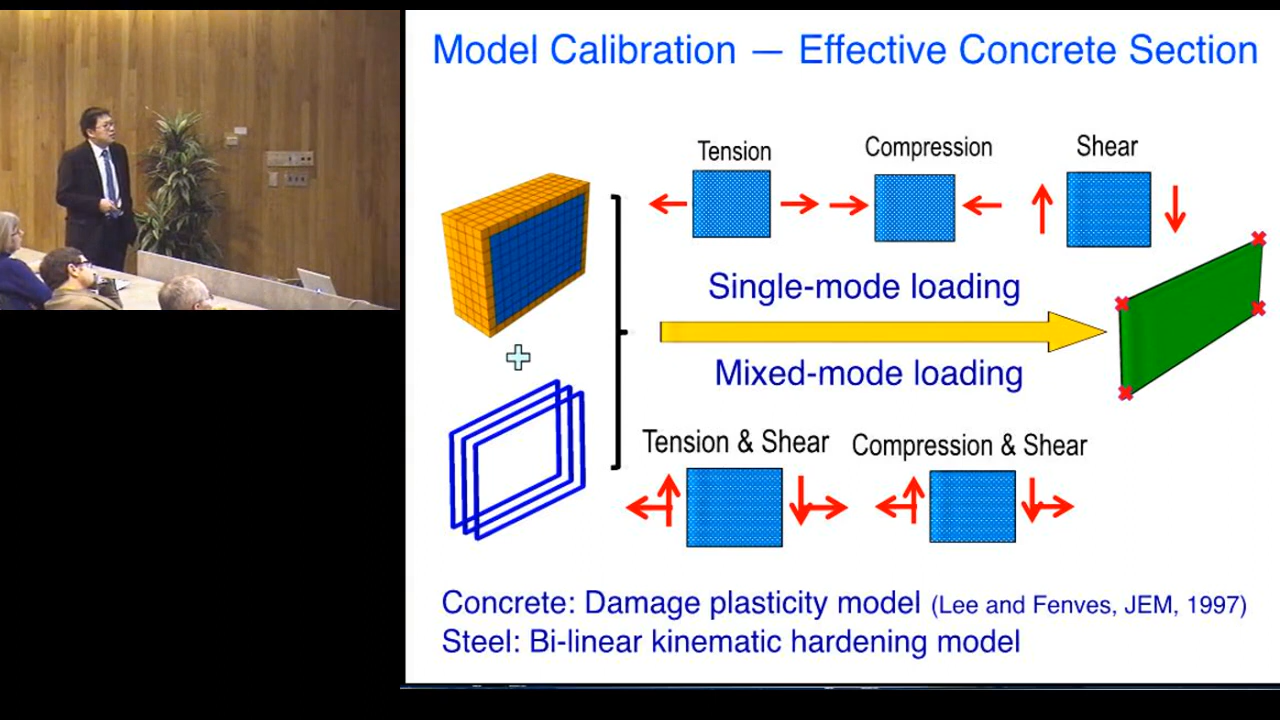 Model Calibration — Effective Concrete Section
Tension
Compression
Shear
Single-mode loading
Mixed-mode loading
Tension & Shear
Compression & Shear
Concrete: Damage plasticity model (Lee and Fenves, JEM, 1997)
Steel: Bi-linear kinematic hardening model